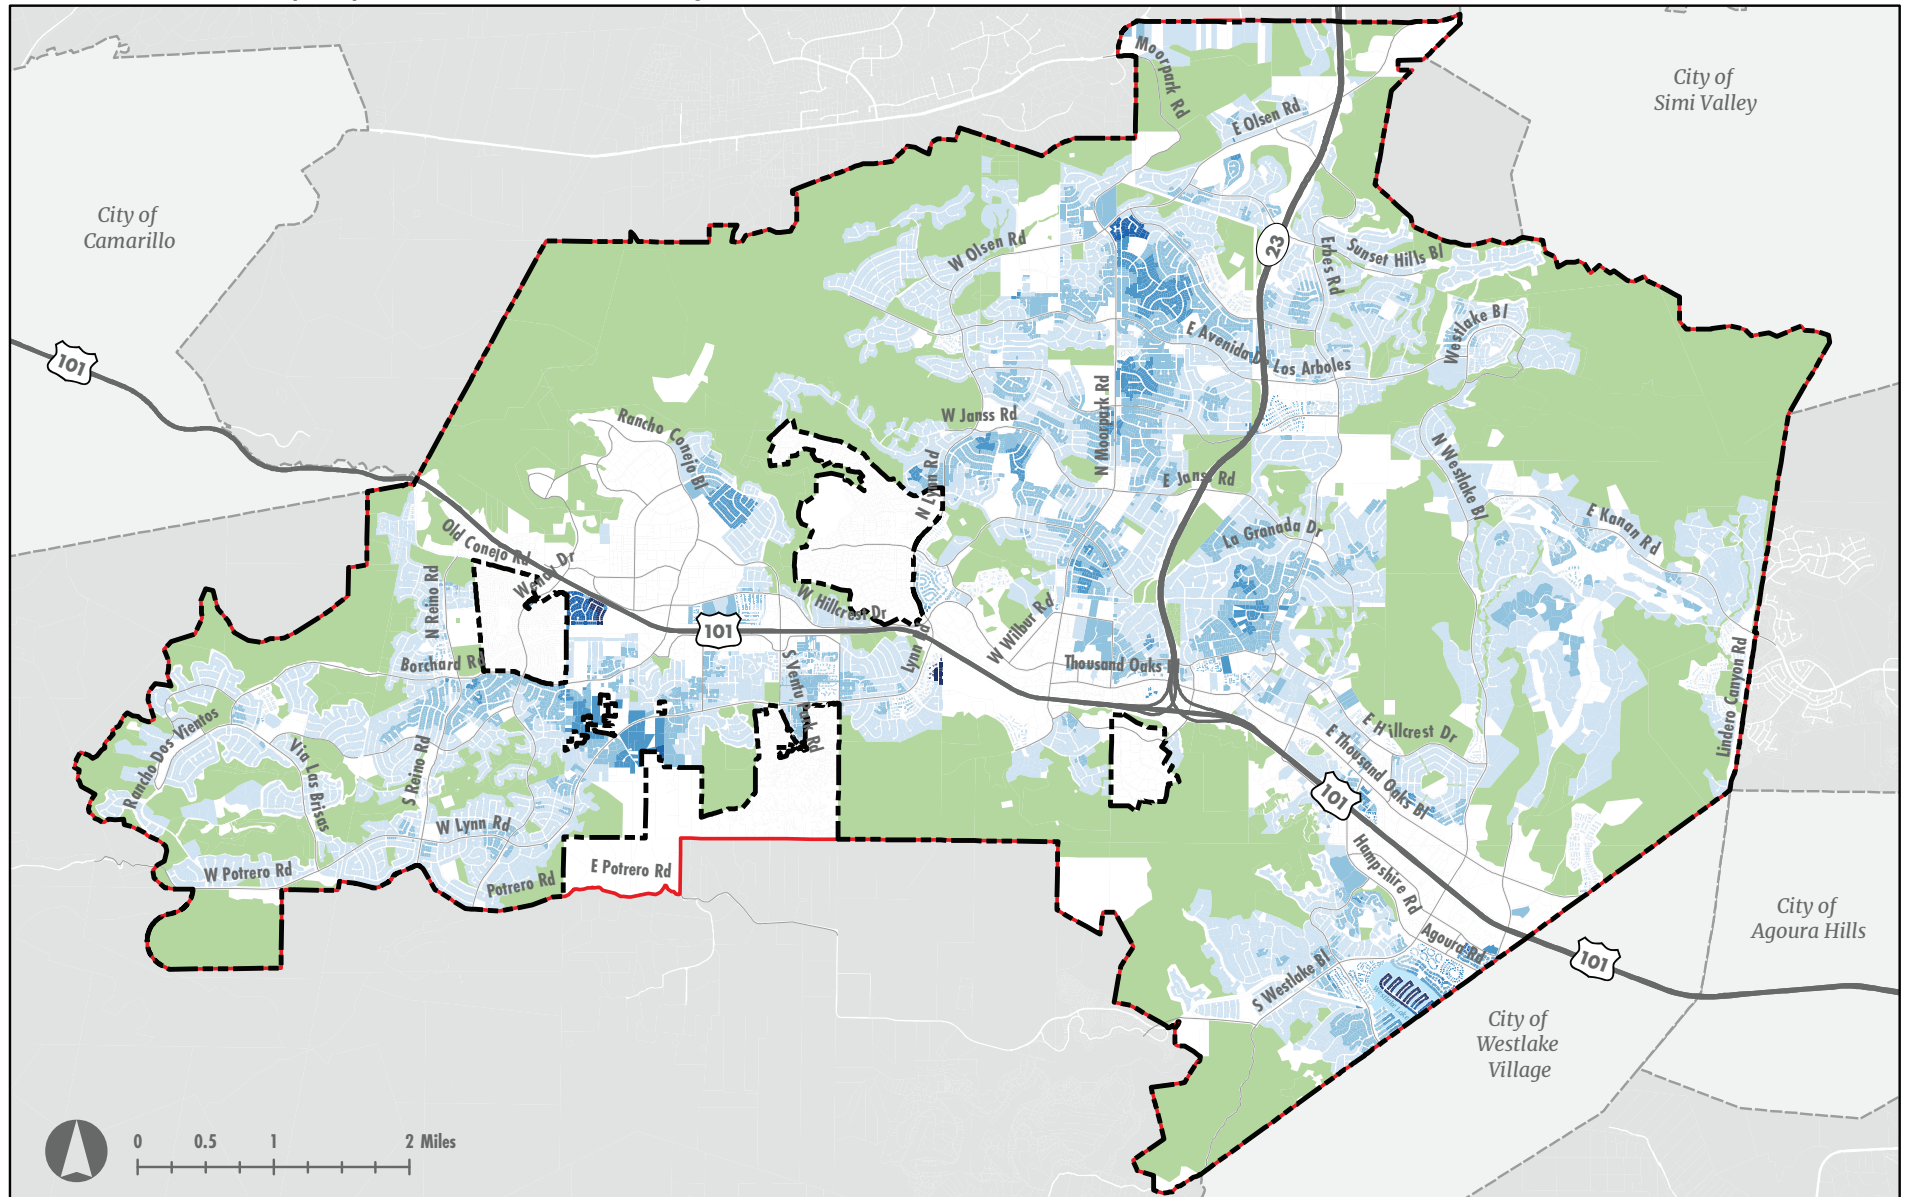 City of
Simi Valley
Moorpark Rd
E Olsen Rd
City of
Camarillo
W Olsen Rd
23
Erbes Rd
Sunset Hills Bl
Westlake Bl
E Avenida De Los Arboles
101
N Moorpark Rd
W Janss Rd
Rancho Conejo Bl
N Lynn Rd
E Janss Rd
N Westlake Bl
E Kanan Rd
La Granada Dr
Old Conejo Rd
Wendy Dr
N Reino Rd
W Hillcrest Dr
101
W Wilbur Rd
Lynn Rd
Borchard Rd
Thousand Oaks
Lindero Canyon Rd
Rancho Dos Vientos
Via Las Brisas
S Reino Rd
E Hillcrest Dr
E Thousand Oaks Bl
101
W Lynn Rd
Hampshire Rd
W Potrero Rd
Potrero Rd
E Potrero Rd
City of
Agoura Hills
Agoura Rd
101
S Westlake Bl
City of
Westlake
Village
0 0.5 1 2 Miles